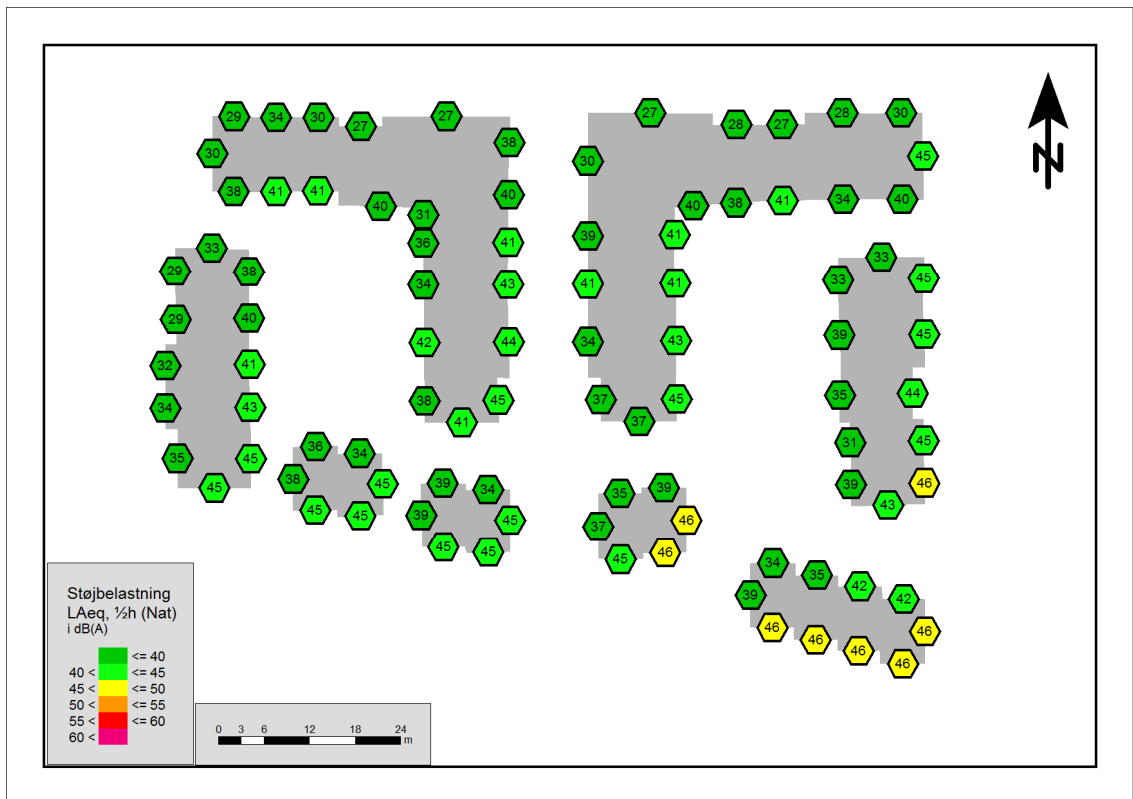 29 34 30 27 27 38 27 28 27 28 30
30 30 45
38 41 41 40 31 40 40 38 41 34 40
36 41 39 41
33 33
29 38 34 43 41 41 33 45
29 40 42 44 34 43 39 45
32 41 38 45 37 45 35 44
34 43 41 37 31 45
35 45 36 34 39 46
45 38 45 39 34 35 39 43
45 45 39 45 37 46
45 45 45 46
34 35 42 42
39 46
46 46 46 46
N
Støjbelastning
LAeq, ½h (Nat)
i dB(A)
<= 40
40 < <= 45
45 < <= 50
50 < <= 55
55 < <= 60
60 <
0 3 6 12 18 24
m